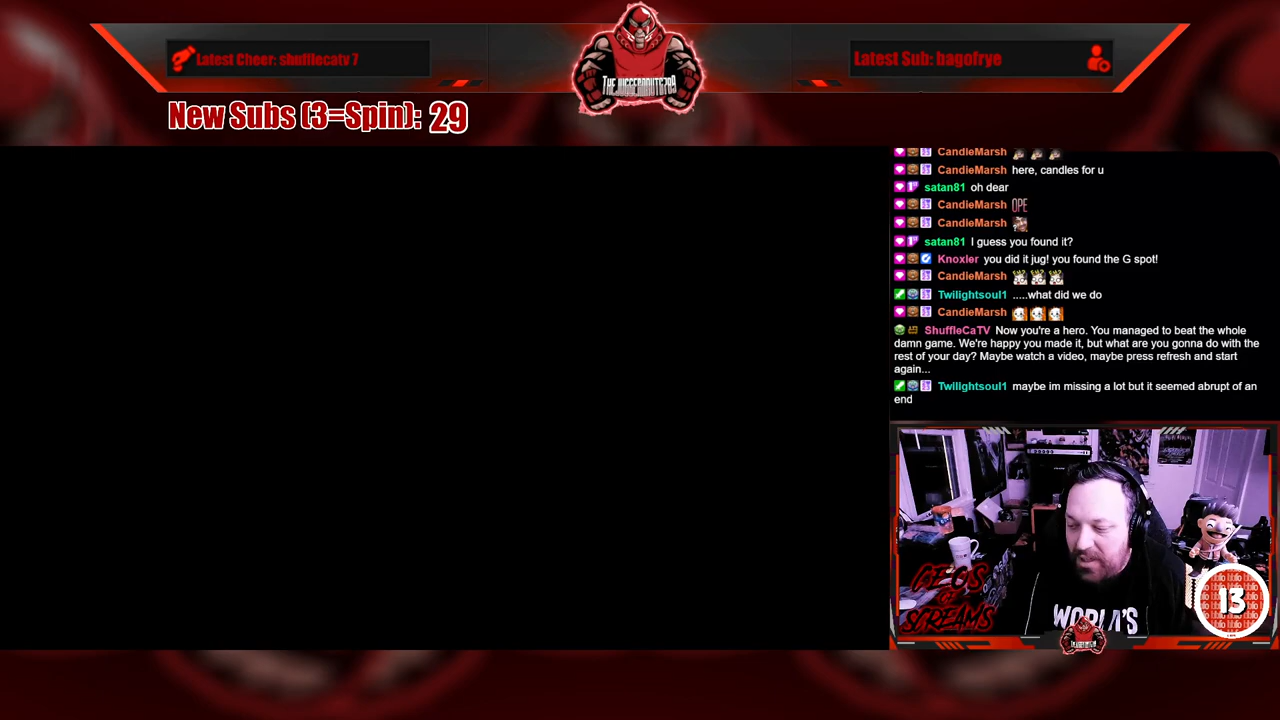 Latest Cheer: shufflecatv 7
THEJUGGERNAUT6789
Latest Sub: bagofrye
New Subs (3=Spin): 29
CandieMarsh
CandieMarsh here, candles for u
satan81 oh dear
CandieMarsh OPE
CandieMarsh
satan81 I guess you found it?
Knoxler you did it jug! you found the G spot!
CandieMarsh
Twilightsoul1 .....what did we do
CandieMarsh
ShuffleCaTV Now you're a hero. You managed to beat the whole
damn game. We're happy you made it, but what are you gonna do with the
rest of your day? Maybe watch a video, maybe press refresh and start
again...
Twilightsoul1 maybe im missing a lot but it seemed abrupt of an
end
SCREAMS
WORLD'S
13